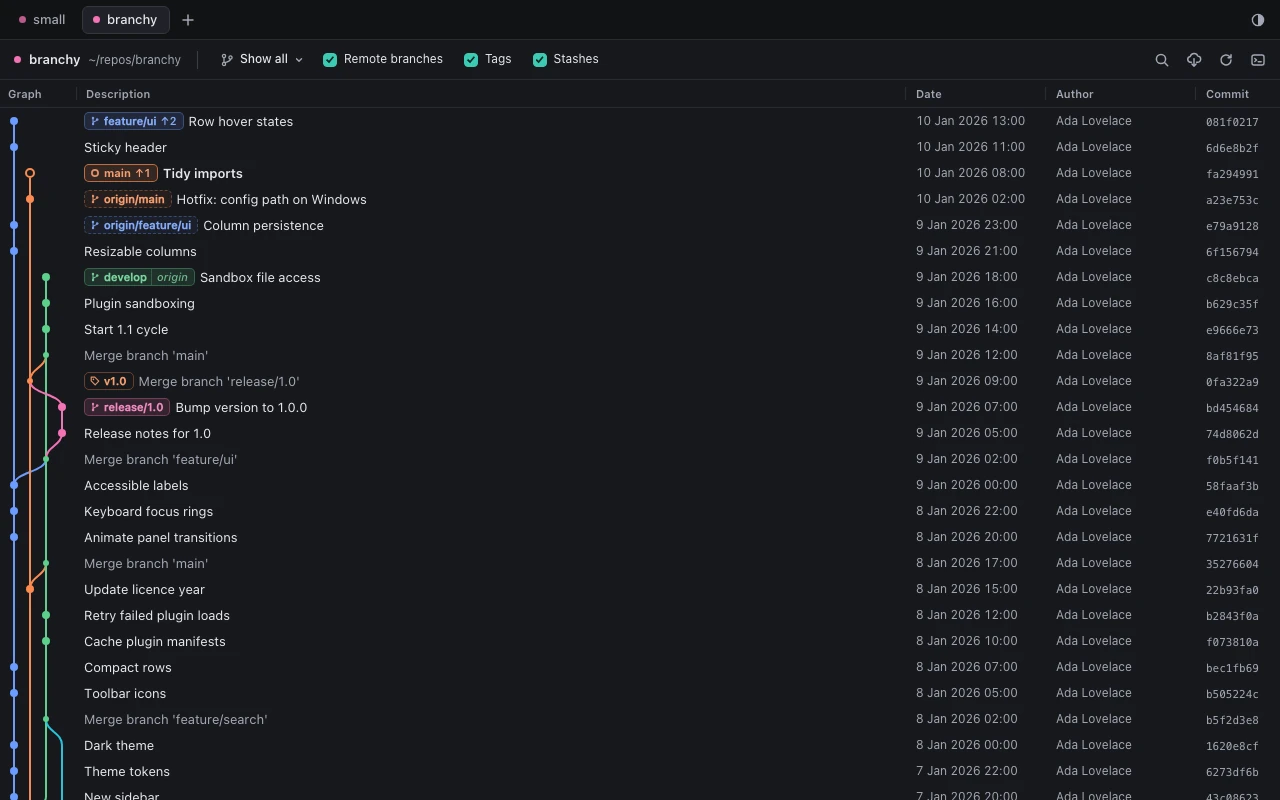 small branchy
branchy ~/repos/branchy Show all Remote branches Tags Stashes
Graph Description Date Author Commit
feature/ui ↑2 Row hover states 10 Jan 2026 13:00 Ada Lovelace 081f0217
Sticky header 10 Jan 2026 11:00 Ada Lovelace 6d6e8b2f
main ↑1 Tidy imports 10 Jan 2026 08:00 Ada Lovelace fa294991
origin/main Hotfix: config path on Windows 10 Jan 2026 02:00 Ada Lovelace a23e753c
origin/feature/ui Column persistence 9 Jan 2026 23:00 Ada Lovelace e79a9128
Resizable columns 9 Jan 2026 21:00 Ada Lovelace 6f156794
develop origin Sandbox file access 9 Jan 2026 18:00 Ada Lovelace c8c8ebca
Plugin sandboxing 9 Jan 2026 16:00 Ada Lovelace b629c35f
Start 1.1 cycle 9 Jan 2026 14:00 Ada Lovelace e9666e73
Merge branch 'main' 9 Jan 2026 12:00 Ada Lovelace 8af81f95
v1.0 Merge branch 'release/1.0' 9 Jan 2026 09:00 Ada Lovelace 0fa322a9
release/1.0 Bump version to 1.0.0 9 Jan 2026 07:00 Ada Lovelace bd454684
Release notes for 1.0 9 Jan 2026 05:00 Ada Lovelace 74d8062d
Merge branch 'feature/ui' 9 Jan 2026 02:00 Ada Lovelace f0b5f141
Accessible labels 9 Jan 2026 00:00 Ada Lovelace 58faaf3b
Keyboard focus rings 8 Jan 2026 22:00 Ada Lovelace e40fd6da
Animate panel transitions 8 Jan 2026 20:00 Ada Lovelace 7721631f
Merge branch 'main' 8 Jan 2026 17:00 Ada Lovelace 35276604
Update licence year 8 Jan 2026 15:00 Ada Lovelace 22b93fa0
Retry failed plugin loads 8 Jan 2026 12:00 Ada Lovelace b2843f0a
Cache plugin manifests 8 Jan 2026 10:00 Ada Lovelace f073810a
Compact rows 8 Jan 2026 07:00 Ada Lovelace bec1fb69
Toolbar icons 8 Jan 2026 05:00 Ada Lovelace b505224c
Merge branch 'feature/search' 8 Jan 2026 02:00 Ada Lovelace b5f2d3e8
Dark theme 8 Jan 2026 00:00 Ada Lovelace 1620e8cf
Theme tokens 7 Jan 2026 22:00 Ada Lovelace 6273df6b
New sidebar 7 Jan 2026 20:00 Ada Lovelace 43c08623